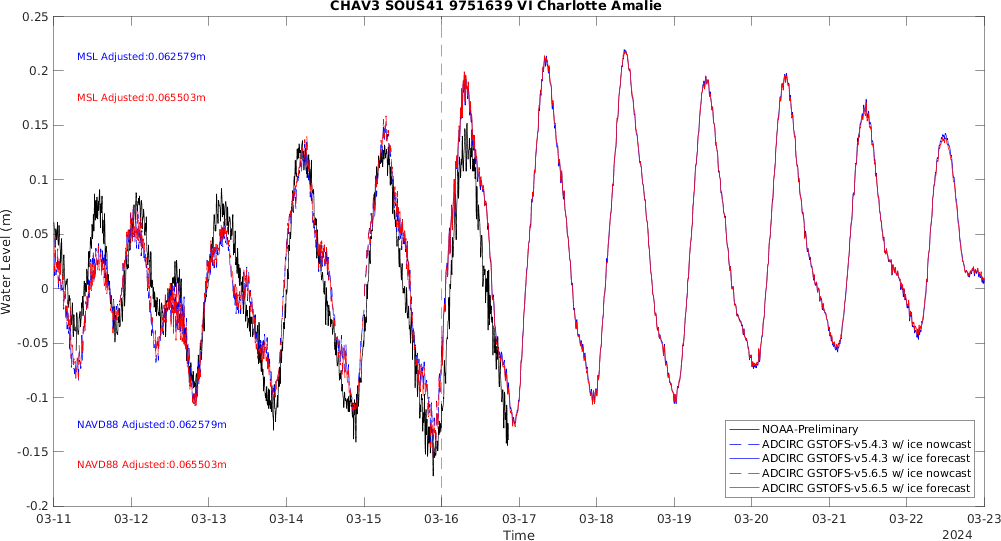 CHAV3 SOUS41 9751639 VI Charlotte Amalie
0.25
0.2
0.15
0.1
0.05
0
-0.05
-0.1
-0.15
-0.2
Water Level (m)
MSL Adjusted:0.062579m
MSL Adjusted:0.065503m
NAVD88 Adjusted:0.062579m
NAVD88 Adjusted:0.065503m
NOAA-Preliminary
ADCIRC GSTOFS-v5.4.3 w/ ice nowcast
ADCIRC GSTOFS-v5.4.3 w/ ice forecast
ADCIRC GSTOFS-v5.6.5 w/ ice nowcast
ADCIRC GSTOFS-v5.6.5 w/ ice forecast
03-11 03-12 03-13 03-14 03-15 03-16 03-17 03-18 03-19 03-20 03-21 03-22 03-23
Time
2024